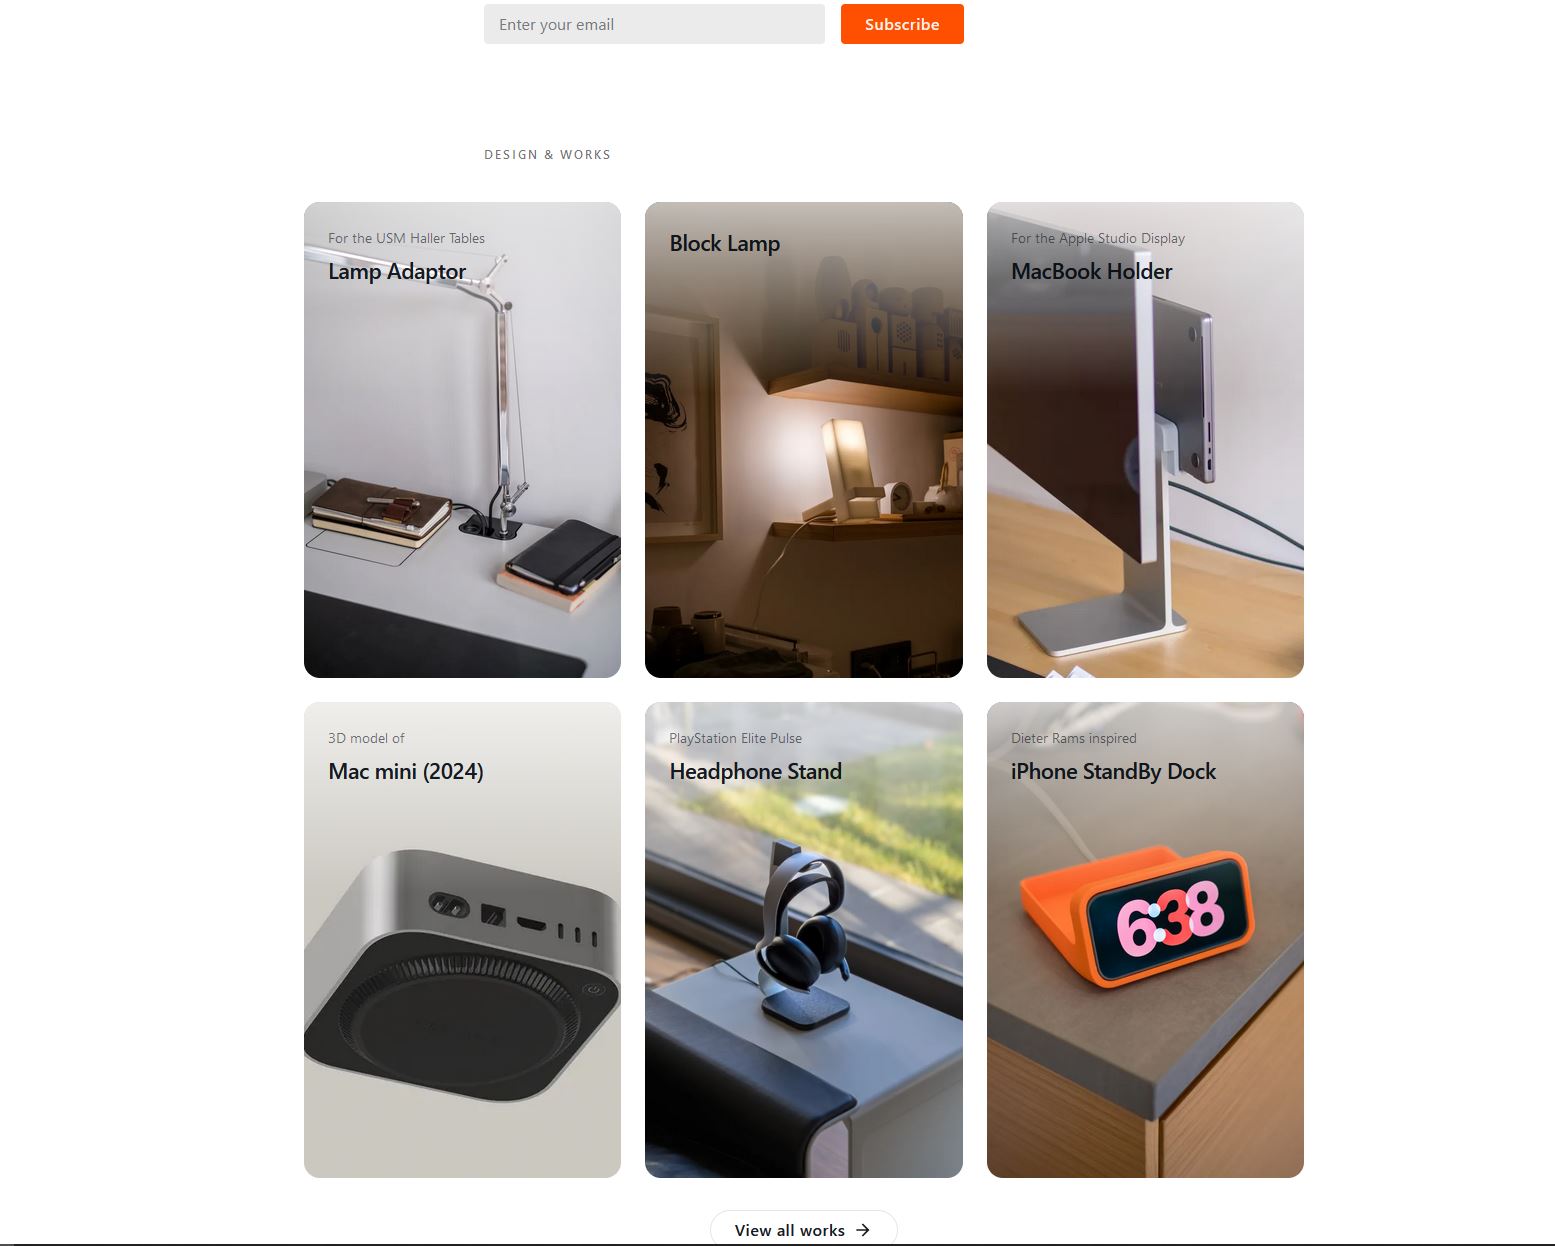 Enter your email
Subscribe
DESIGN & WORKS
For the USM Haller Tables
Lamp Adaptor
Block Lamp
For the Apple Studio Display
MacBook Holder
3D model of
Mac mini (2024)
PlayStation Elite Pulse
Headphone Stand
Dieter Rams inspired
iPhone StandBy Dock
6:38
View all works →